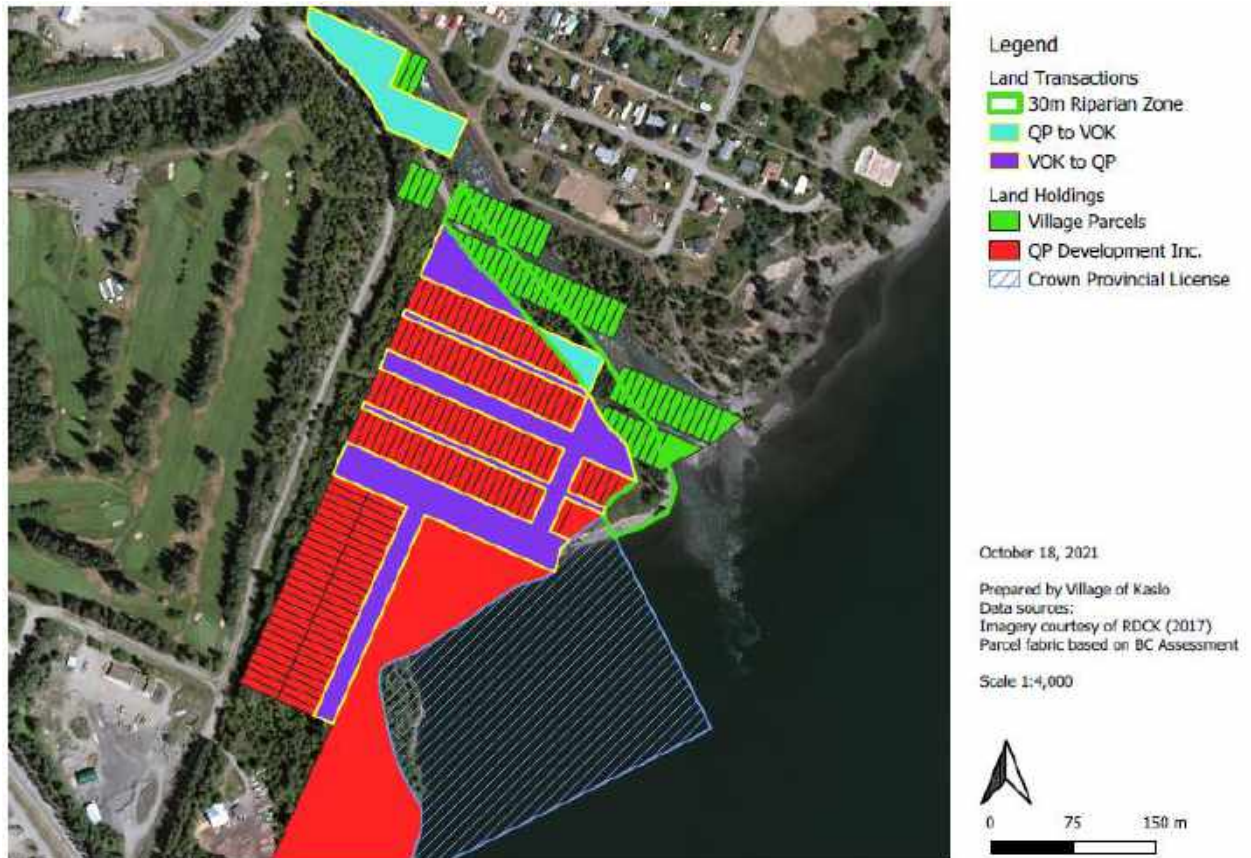 Legend
Land Transactions
30m Riparian Zone
QP to VOK
VOK to QP
Land Holdings
Village Parcels
QP Development Inc.
Crown Provincial License
October 18, 2021
Prepared by Village of Kaslo
Data sources:
Imagery courtesy of RDCK (2017)
Parcel fabric based on BC Assessment
Scale 1:4,000
0 75 150 m